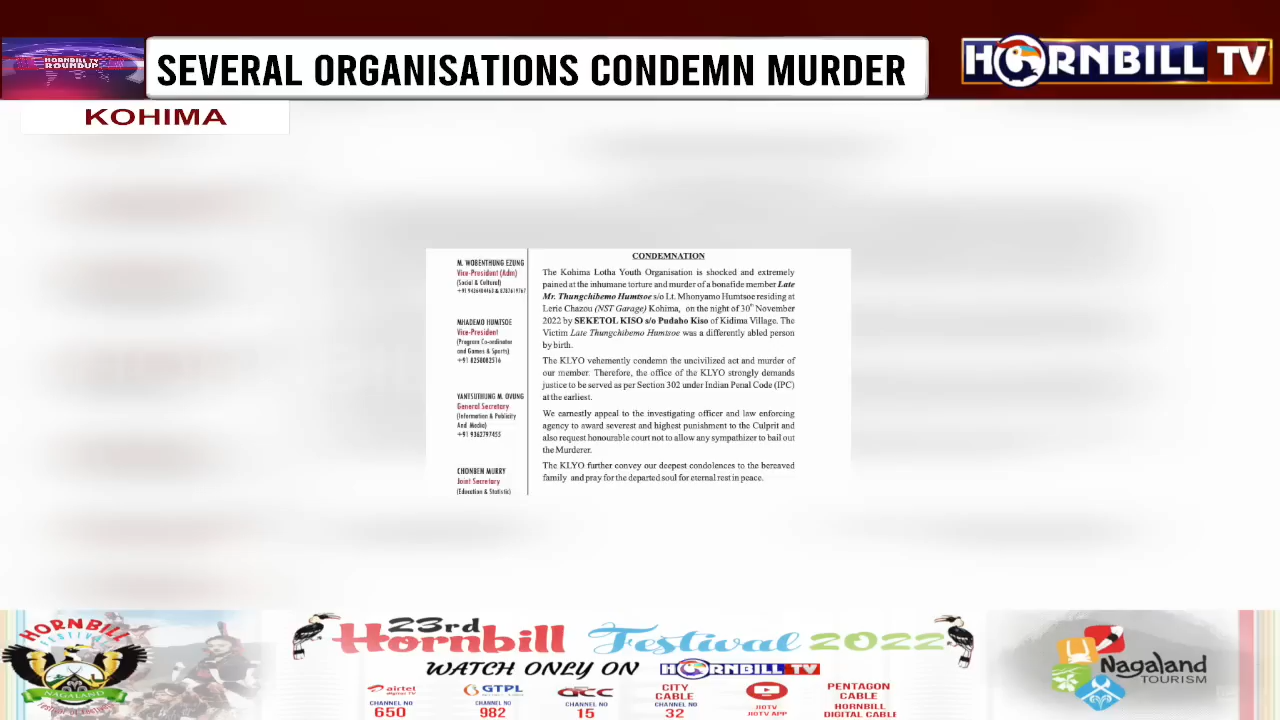 HORNBILL TV
ROUNDUP
SEVERAL ORGANISATIONS CONDEMN MURDER
HORNBILL TV
KOHIMA
M. WOBENTHUNG EZUNG
Vice-President (Adm)
(Social & Cultural)
MHADEMO HUMTSOE
Vice-President
(Program Co-ordinator
and Games & Sports)
+91 8258082516
YANTSUTHUNG M. OVUNG
General Secretary
(Information & Publicity
And Media)
+91 9362797455
CHONBEN MURRY
Joint Secretary
(Education & Statistic)
CONDEMNATION
The Kohima Lotha Youth Organisation is shocked and extremely
pained at the inhumane torture and murder of a bonafide member Late
Mr. Thungchibemo Humtsoe s/o Lt. Mhonyamo Humtsoe residing at
Lerie Chazou (NST Garage) Kohima, on the night of 30th November
2022 by SEKETOL KISO s/o Pudaho Kiso of Kidima Village. The
Victim Late Thungchibemo Humtsoe was a differently abled person
by birth.
The KLYO vehemently condemn the uncivilized act and murder of
our member. Therefore, the office of the KLYO strongly demands
justice to be served as per Section 302 under Indian Penal Code (IPC)
at the earliest.
We earnestly appeal to the investigating officer and law enforcing
agency to award severest and highest punishment to the Culprit and
also request honourable court not to allow any sympathizer to bail out
the Murderer.
The KLYO further convey our deepest condolences to the bereaved
family and pray for the departed soul for eternal rest in peace.
HORNBILL
FESTIVAL
NAGALAND
23rd
Hornbill Festival 2022
WATCH ONLY ON HORNBILL TV
airtel
digital TV
CHANNEL NO
650
GTPL
CHANNEL NO
982
acc
CHANNEL NO
15
CITY
CABLE
CHANNEL NO
32
JIOTV
JIOTV APP
PENTAGON
CABLE
HORNBILL
DIGITAL CABLE
Nagaland
TOURISM